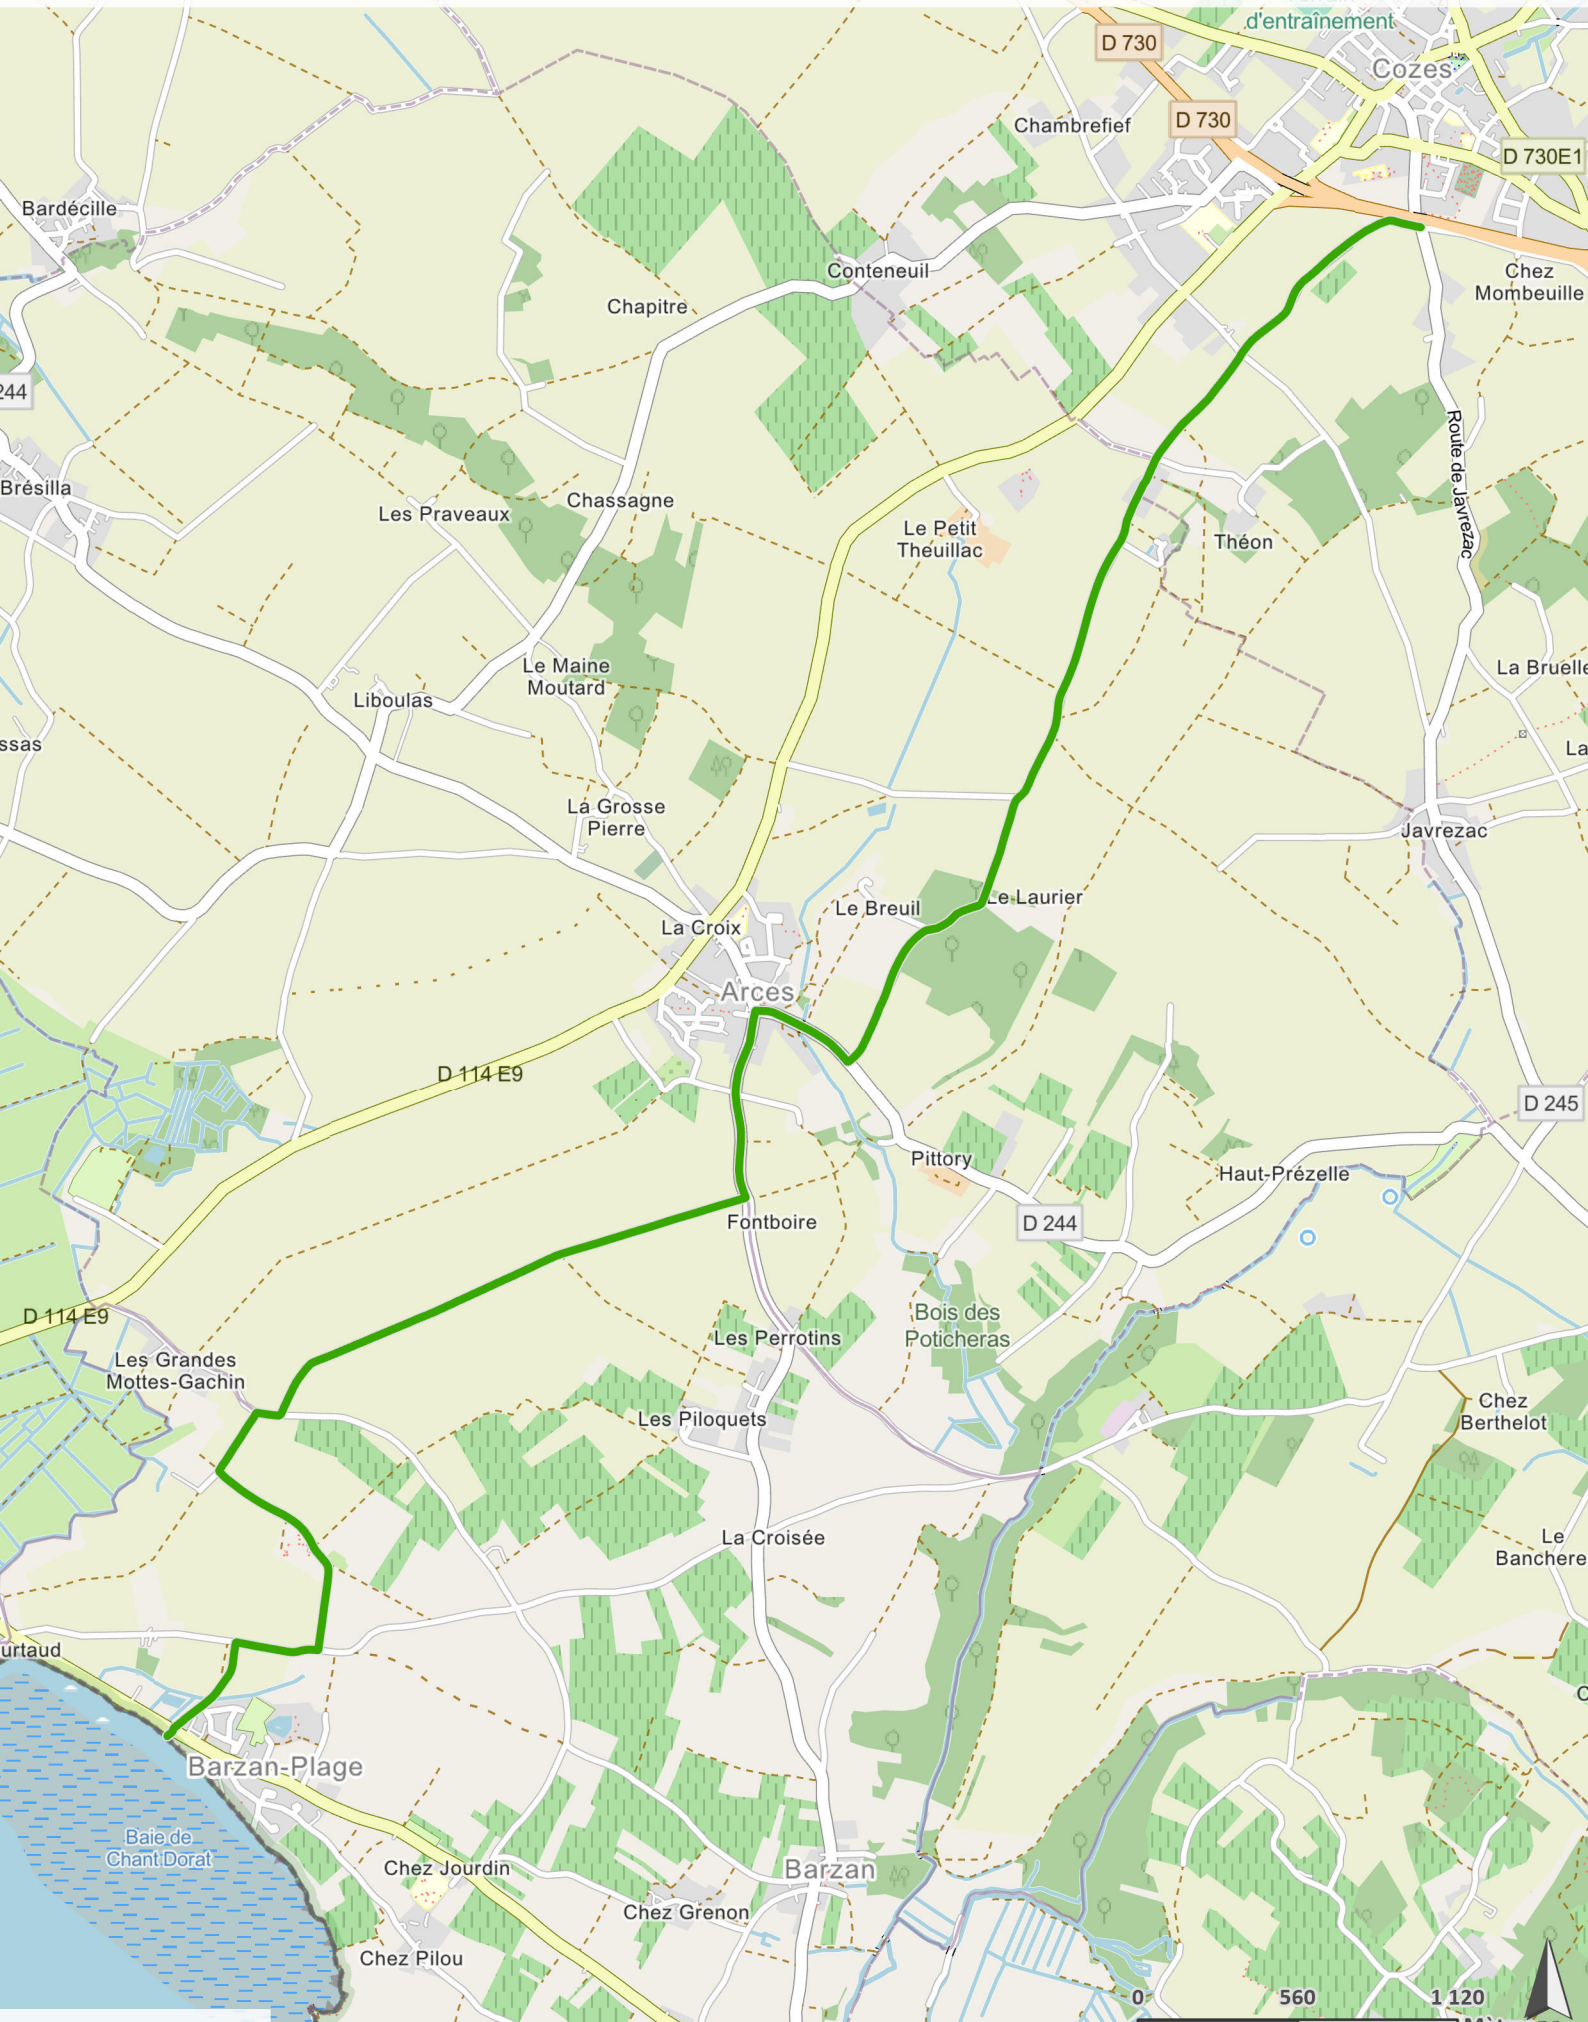 d'entraînement
D 730
Cozes
Chambrefief
D 730
D 730E1
Bardécille
Conteneuil
Chez
Mombeuille
Chapitre
244
Route de Javrezac
Brésilla
Les Praveaux
Chassagne
Le Petit
Theuillac
Théon
Le Maine
Moutard
Liboulas
La Bruelle
ssas
La
La Grosse
Pierre
Javrezac
Le Laurier
Le Breuil
La Croix
Arces
D 114 E9
D 245
Pittory
Haut-Prézelle
Fontboire
D 244
D 114 E9
Bois des
Poticheras
Les Perrotins
Les Grandes
Mottes-Gachin
Chez
Berthelot
Les Piloquets
La Croisée
Le
Banchere
urtaud
Barzan-Plage
Baie de
Chant Dorat
Chez Jourdin
Barzan
Chez Grenon
Chez Pilou
0 560 1 120